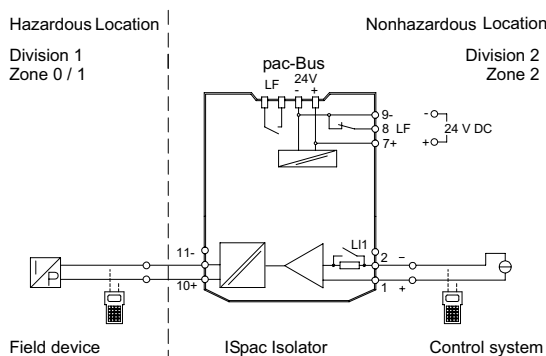 Hazardous Location
Nonhazardous Location
Division 1
Zone 0 / 1
Division 2
Zone 2
pac-Bus
LF
24V
- +
9-
8 LF
7+
-
+
24 V DC
I
P
11-
10+
LI1
2 –
1 +
Field device
ISpac Isolator
Control system